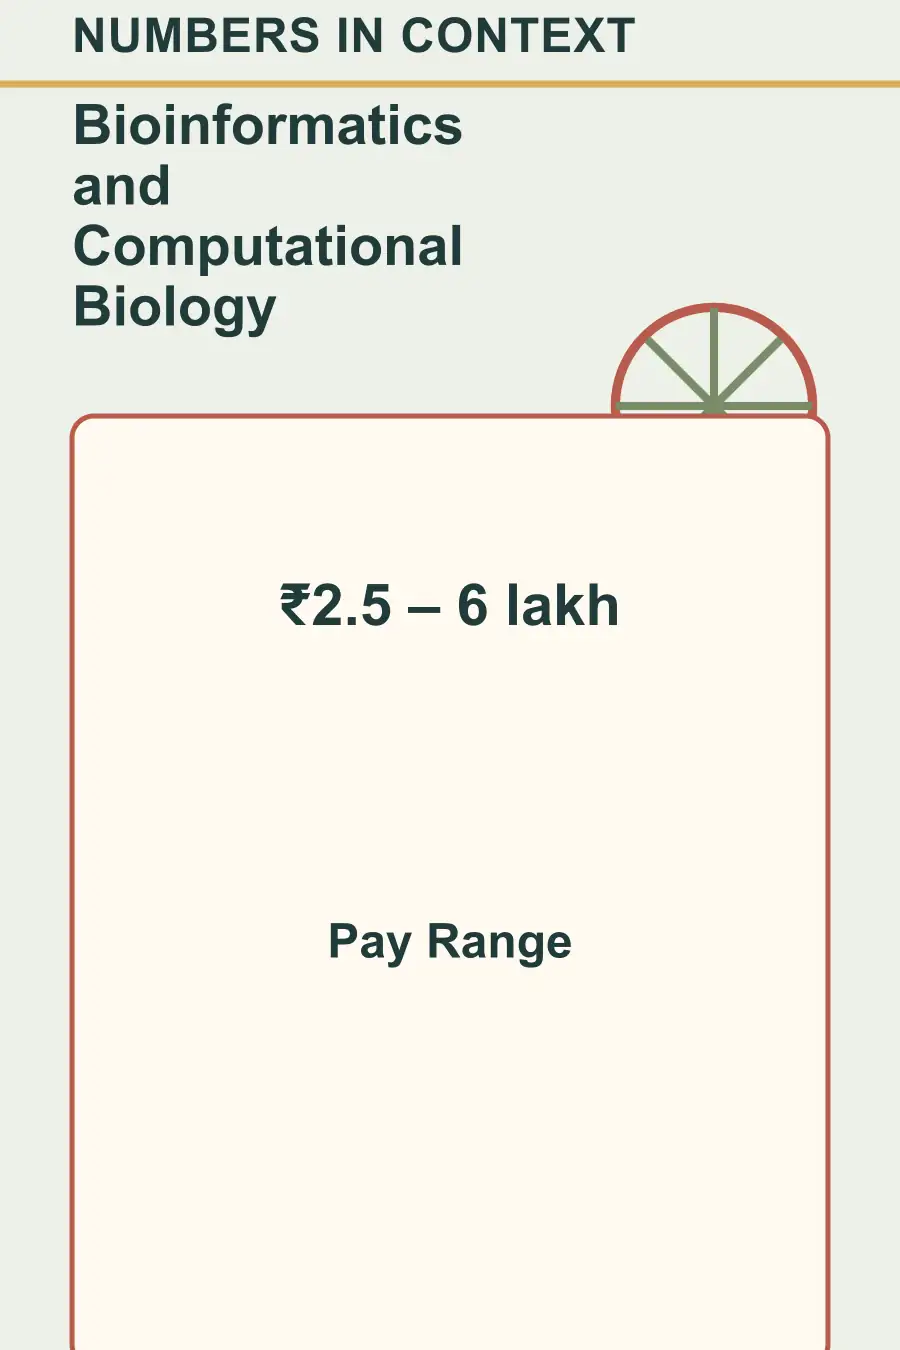 NUMBERS IN CONTEXT
Bioinformatics
and
Computational
Biology
₹2.5 – 6 lakh
Pay Range